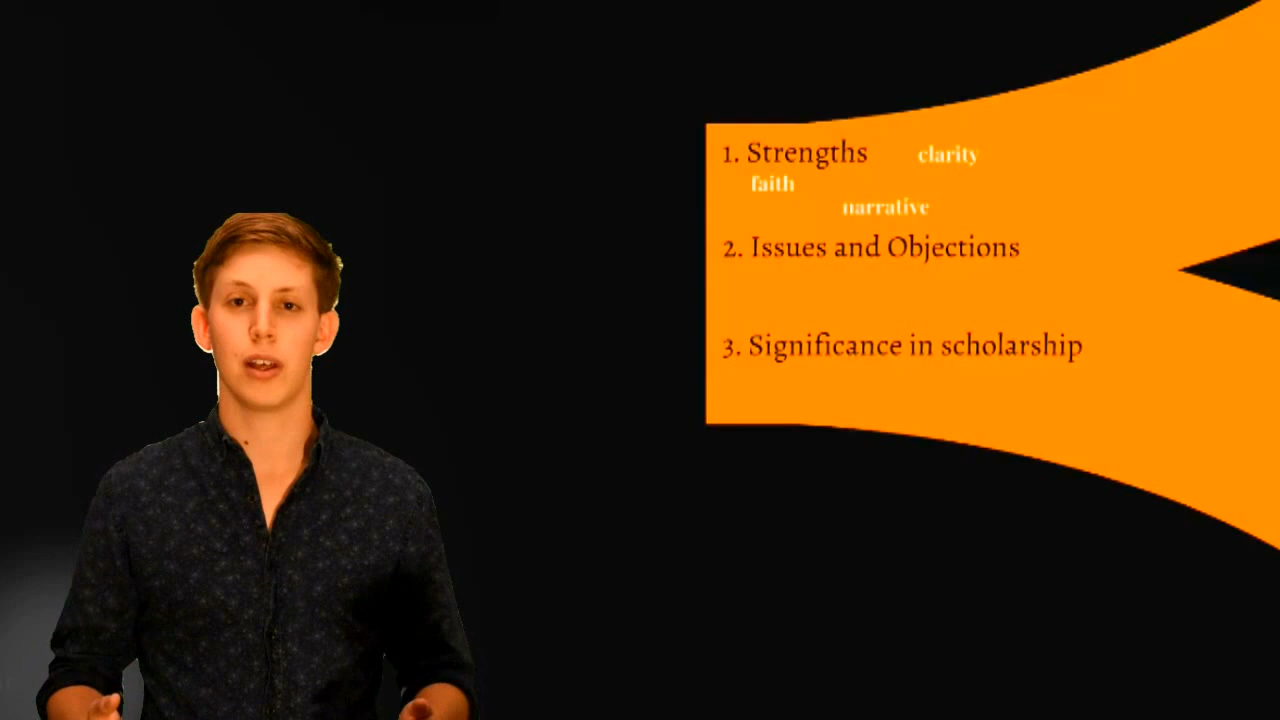 1. Strengths clarity
faith
narrative
2. Issues and Objections
3. Significance in scholarship